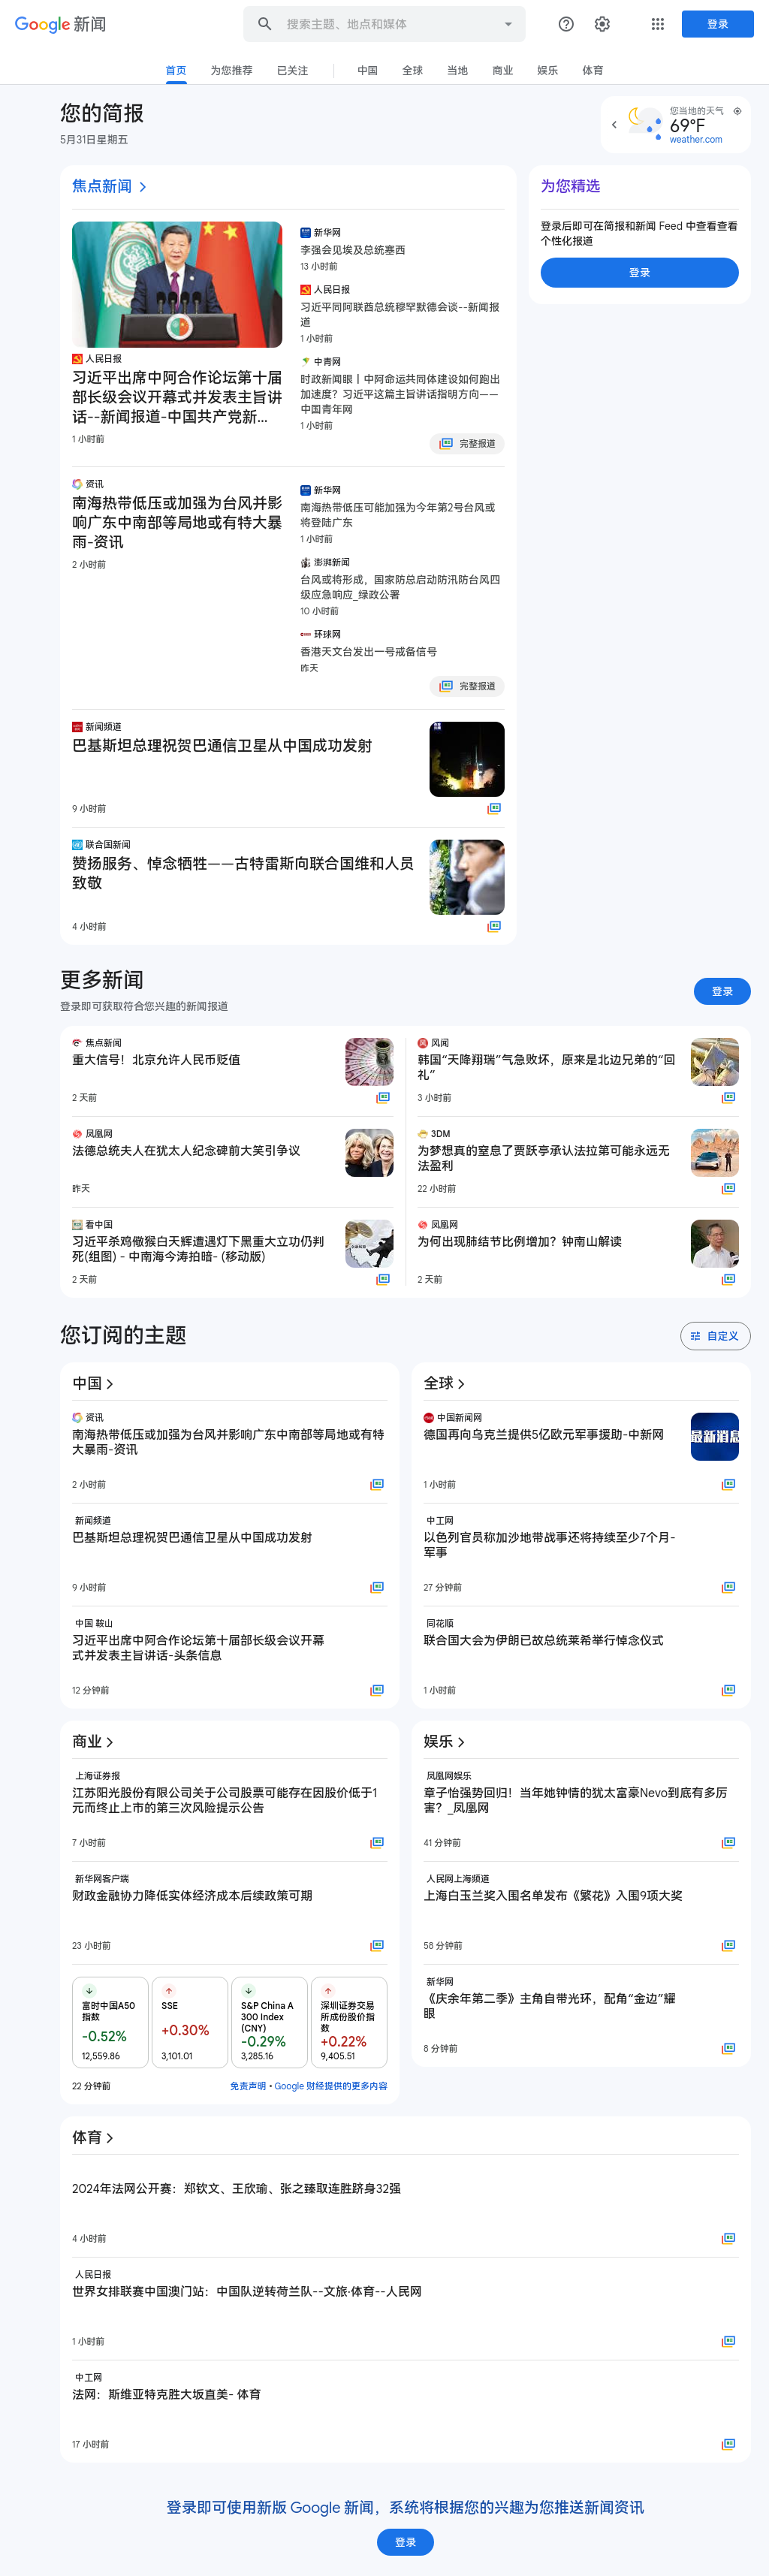 Google 新闻
搜索主题、地点和媒体
登录
首页
为您推荐
已关注
中国
全球
当地
商业
娱乐
体育
您的简报
5月31日星期五
您当地的天气
69°F
weather.com
焦点新闻
人民日报
习近平出席中阿合作论坛第十届
部长级会议开幕式并发表主旨讲
话--新闻报道-中国共产党新...
1 小时前
新华网
李强会见埃及总统塞西
13 小时前
人民日报
习近平同阿联酋总统穆罕默德会谈--新闻报
道
1 小时前
中青网
时政新闻眼丨中阿命运共同体建设如何跑出
加速度？习近平这篇主旨讲话指明方向——
中国青年网
1 小时前
完整报道
资讯
南海热带低压或加强为台风并影
响广东中南部等局地或有特大暴
雨-资讯
2 小时前
新华网
南海热带低压可能加强为今年第2号台风或
将登陆广东
1 小时前
澎湃新闻
台风或将形成，国家防总启动防汛防台风四
级应急响应_绿政公署
10 小时前
环球网
香港天文台发出一号戒备信号
昨天
完整报道
新闻频道
巴基斯坦总理祝贺巴通信卫星从中国成功发射
9 小时前
联合国新闻
赞扬服务、悼念牺牲——古特雷斯向联合国维和人员
致敬
4 小时前
为您精选
登录后即可在简报和新闻 Feed 中查看查看
个性化报道
登录
更多新闻
登录即可获取符合您兴趣的新闻报道
登录
焦点新闻
重大信号！北京允许人民币贬值
2 天前
凤凰网
法德总统夫人在犹太人纪念碑前大笑引争议
昨天
看中国
习近平杀鸡儆猴白天辉遭遇灯下黑重大立功仍判
死(组图) - 中南海今涛拍暗- (移动版)
2 天前
风闻
韩国“天降翔瑞”气急败坏，原来是北边兄弟的“回
礼”
3 小时前
3DM
为梦想真的窒息了贾跃亭承认法拉第可能永远无
法盈利
22 小时前
凤凰网
为何出现肺结节比例增加？钟南山解读
2 天前
您订阅的主题
自定义
中国
资讯
南海热带低压或加强为台风并影响广东中南部等局地或有特
大暴雨-资讯
2 小时前
新闻频道
巴基斯坦总理祝贺巴通信卫星从中国成功发射
9 小时前
中国 鞍山
习近平出席中阿合作论坛第十届部长级会议开幕
式并发表主旨讲话-头条信息
12 分钟前
全球
中国新闻网
德国再向乌克兰提供5亿欧元军事援助-中新网
最新消息
1 小时前
中工网
以色列官员称加沙地带战事还将持续至少7个月-
军事
27 分钟前
同花顺
联合国大会为伊朗已故总统莱希举行悼念仪式
1 小时前
商业
上海证券报
江苏阳光股份有限公司关于公司股票可能存在因股价低于1
元而终止上市的第三次风险提示公告
7 小时前
新华网客户端
财政金融协力降低实体经济成本后续政策可期
23 小时前
富时中国A50
指数
-0.52%
12,559.86
SSE
+0.30%
3,101.01
S&P China A
300 Index
(CNY)
-0.29%
3,285.16
深圳证券交易
所成份股价指
数
+0.22%
9,405.51
22 分钟前
免责声明 • Google 财经提供的更多内容
娱乐
凤凰网娱乐
章子怡强势回归！当年她钟情的犹太富豪Nevo到底有多厉
害？_凤凰网
41 分钟前
人民网上海频道
上海白玉兰奖入围名单发布《繁花》入围9项大奖
58 分钟前
新华网
《庆余年第二季》主角自带光环，配角“金边”耀
眼
8 分钟前
体育
2024年法网公开赛：郑钦文、王欣瑜、张之臻取连胜跻身32强
4 小时前
人民日报
世界女排联赛中国澳门站：中国队逆转荷兰队--文旅·体育--人民网
1 小时前
中工网
法网：斯维亚特克胜大坂直美- 体育
17 小时前
登录即可使用新版 Google 新闻，系统将根据您的兴趣为您推送新闻资讯
登录